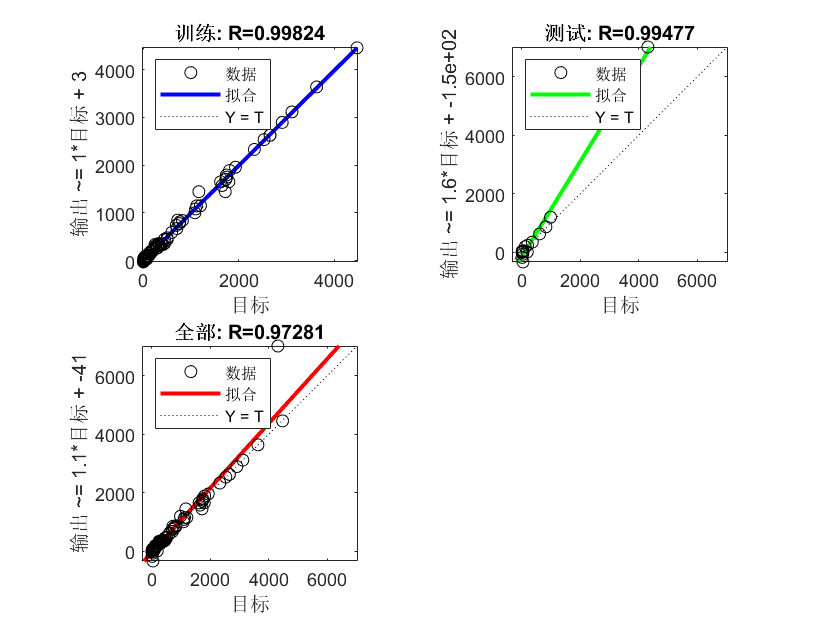 训练: R=0.99824
输出 ~= 1*目标 + 3
4000
3000
2000
1000
0
数据
拟合
Y = T
0 2000 4000
目标
测试: R=0.99477
输出 ~= 1.6*目标 + -1.5e+02
6000
4000
2000
0
数据
拟合
Y = T
0 2000 4000 6000
目标
全部: R=0.97281
输出 ~= 1.1*目标 + -41
6000
4000
2000
0
数据
拟合
Y = T
0 2000 4000 6000
目标